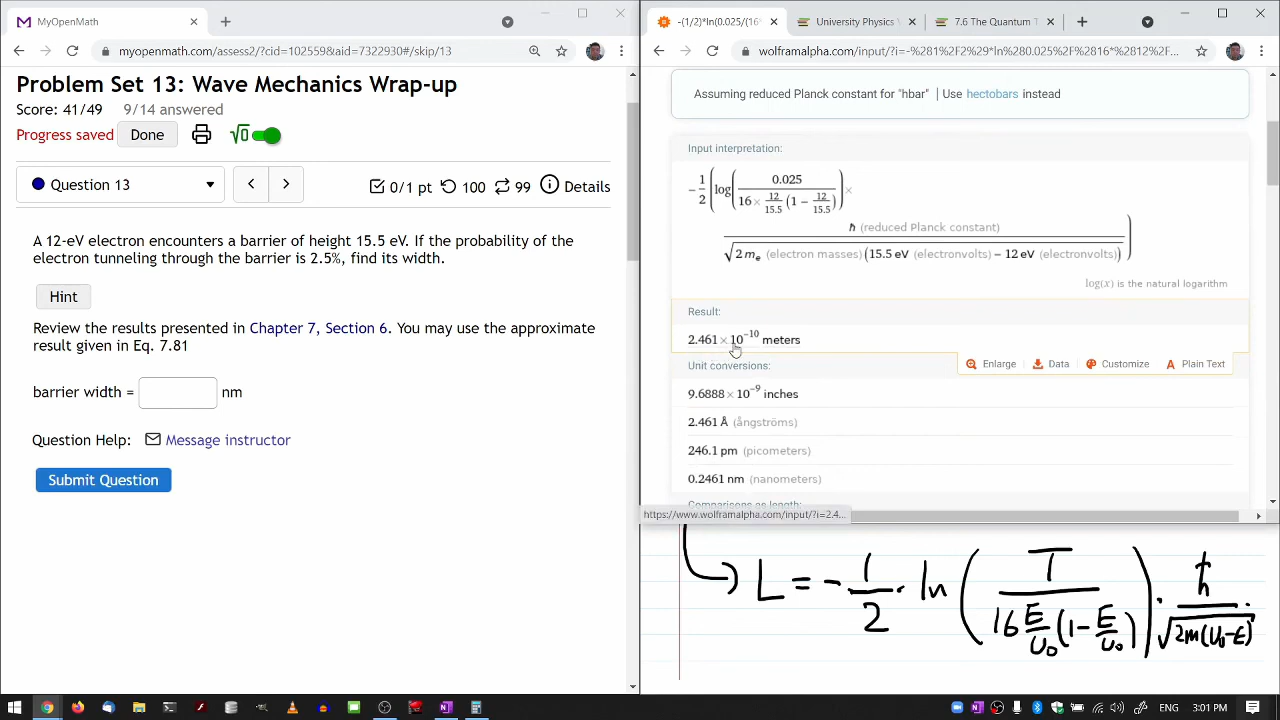 MyOpenMath
myopenmath.com/assess2/?cid=102559&aid=7322930#/skip/13
Problem Set 13: Wave Mechanics Wrap-up
Score: 41/49 9/14 answered
Progress saved Done √0
Question 13
0/1 pt 100 99 Details
A 12-eV electron encounters a barrier of height 15.5 eV. If the probability of the
electron tunneling through the barrier is 2.5%, find its width.
Hint
Review the results presented in Chapter 7, Section 6. You may use the approximate
result given in Eq. 7.81
barrier width = nm
Question Help: Message instructor
Submit Question
-(1/2)*ln(0.025/(16* University Physics V 7.6 The Quantum T
wolframalpha.com/input/?i=-%281%2F2%29*ln%280.025%2F%2816*%2812%2F...
Assuming reduced Planck constant for "hbar" | Use hectobars instead
Input interpretation:
-1/2 (log(0.025/(16× 12/15.5 (1 − 12/15.5))) ×
ħ (reduced Planck constant)
√2 mₑ (electron masses) (15.5 eV (electronvolts) − 12 eV (electronvolts))
log(x) is the natural logarithm
Result:
2.461×10⁻¹⁰ meters
Enlarge Data Customize Plain Text
Unit conversions:
9.6888×10⁻⁹ inches
2.461 Å (ångströms)
246.1 pm (picometers)
0.2461 nm (nanometers)
Comparisons as length:
https://www.wolframalpha.com/input/?i=2.4...
L = -1/2 · ln(T/(16 E/U₀ (1-E/U₀))) · ħ/√2m(U₀-E)
ENG 3:01 PM